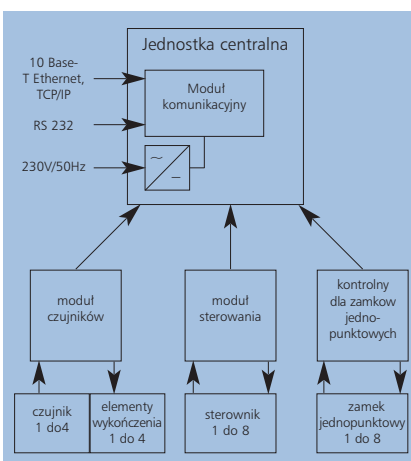 Jednostka centralna
10 Base-
T Ethernet,
TCP/IP
RS 232
230V/50Hz
Moduł
komunikacyjny
~
–
moduł
czujników
moduł
sterowania
kontrolny
dla zamkow
jedno-
punktowych
czujnik
1 do4
elementy
wykończenia
1 do 4
sterownik
1 do 8
zamek
jednopunktowy
1 do 8